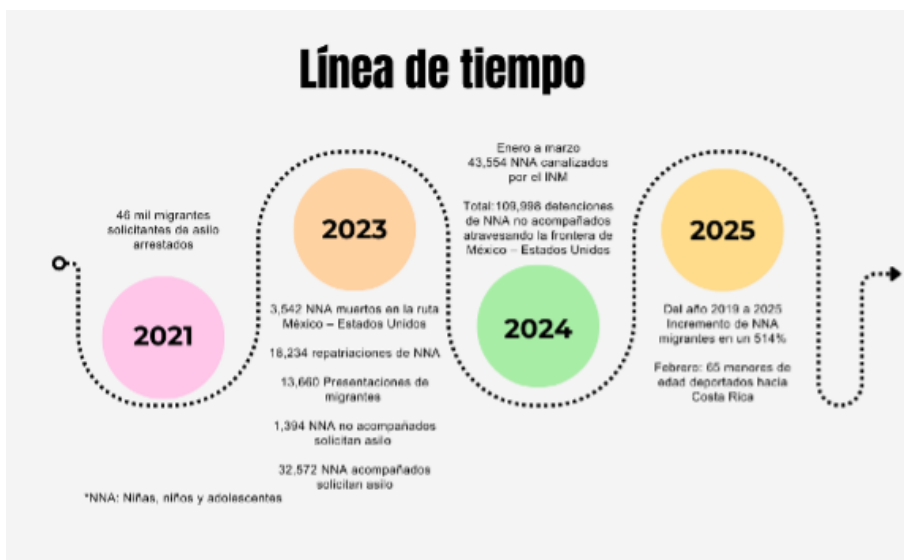 Línea de tiempo
46 mil migrantes
solicitantes de asilo
arrestados
2021
2023
3,542 NNA muertos en la ruta
México – Estados Unidos
18,234 repatriaciones de NNA
13,660 Presentaciones de
migrantes
1,394 NNA no acompañados
solicitan asilo
32,572 NNA acompañados
solicitan asilo
Enero a marzo
43,554 NNA canalizados
por el INM
Total:109,998 detenciones
de NNA no acompañados
atravesando la frontera de
México – Estados Unidos
2024
2025
Del año 2019 a 2025
Incremento de NNA
migrantes en un 514%
Febrero: 65 menores de
edad deportados hacia
Costa Rica
*NNA: Niñas, niños y adolescentes